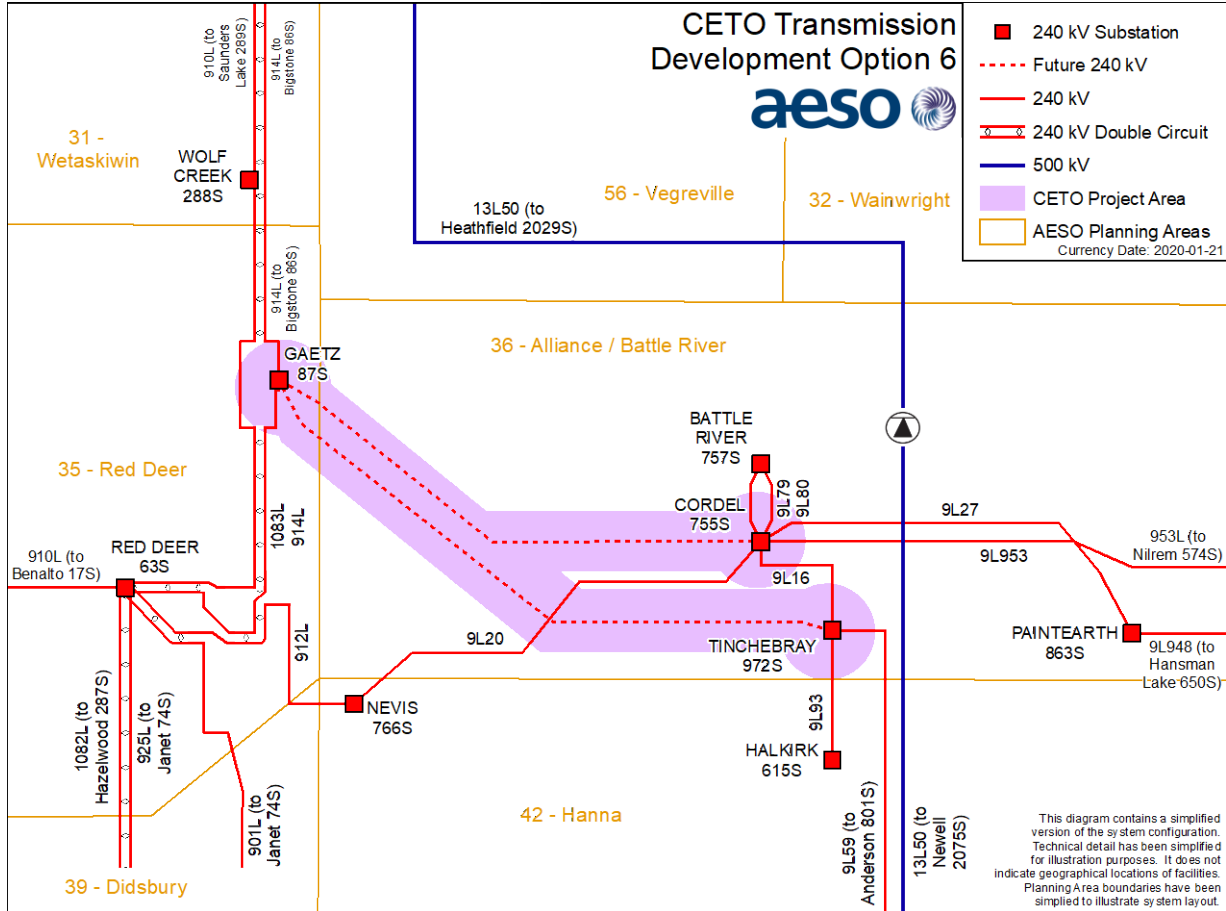 CETO Transmission
Development Option 6
aeso
240 kV Substation
Future 240 kV
240 kV
240 kV Double Circuit
500 kV
CETO Project Area
AESO Planning Areas
Currency Date: 2020-01-21
910L (to
Saunders
Lake 289S)
914L (to
Bigstone 86S)
31 -
Wetaskiwin
WOLF
CREEK
288S
56 - Vegreville
32 - Wainwright
13L50 (to
Heathfield 2029S)
914L (to
Bigstone 86S)
GAETZ
87S
36 - Alliance / Battle River
BATTLE
RIVER
757S
9L79
9L80
CORDEL
755S
35 - Red Deer
1083L
914L
9L27
9L953
953L (to
Nilrem 574S)
910L (to
Benalto 17S)
RED DEER
63S
9L16
912L
9L20
TINCHEBRAY
972S
PAINTEARTH
863S
9L948 (to
Hansman
Lake 650S)
NEVIS
766S
9L93
1082L (to
Hazelwood 287S)
925L (to
Janet 74S)
HALKIRK
615S
901L (to
Janet 74S)
42 - Hanna
9L59 (to
Anderson 801S)
13L50 (to
Newell
2075S)
39 - Didsbury
This diagram contains a simplified
version of the system configuration.
Technical detail has been simplified
for illustration purposes. It does not
indicate geographical locations of facilities.
Planning Area boundaries have been
simplied to illustrate system layout.